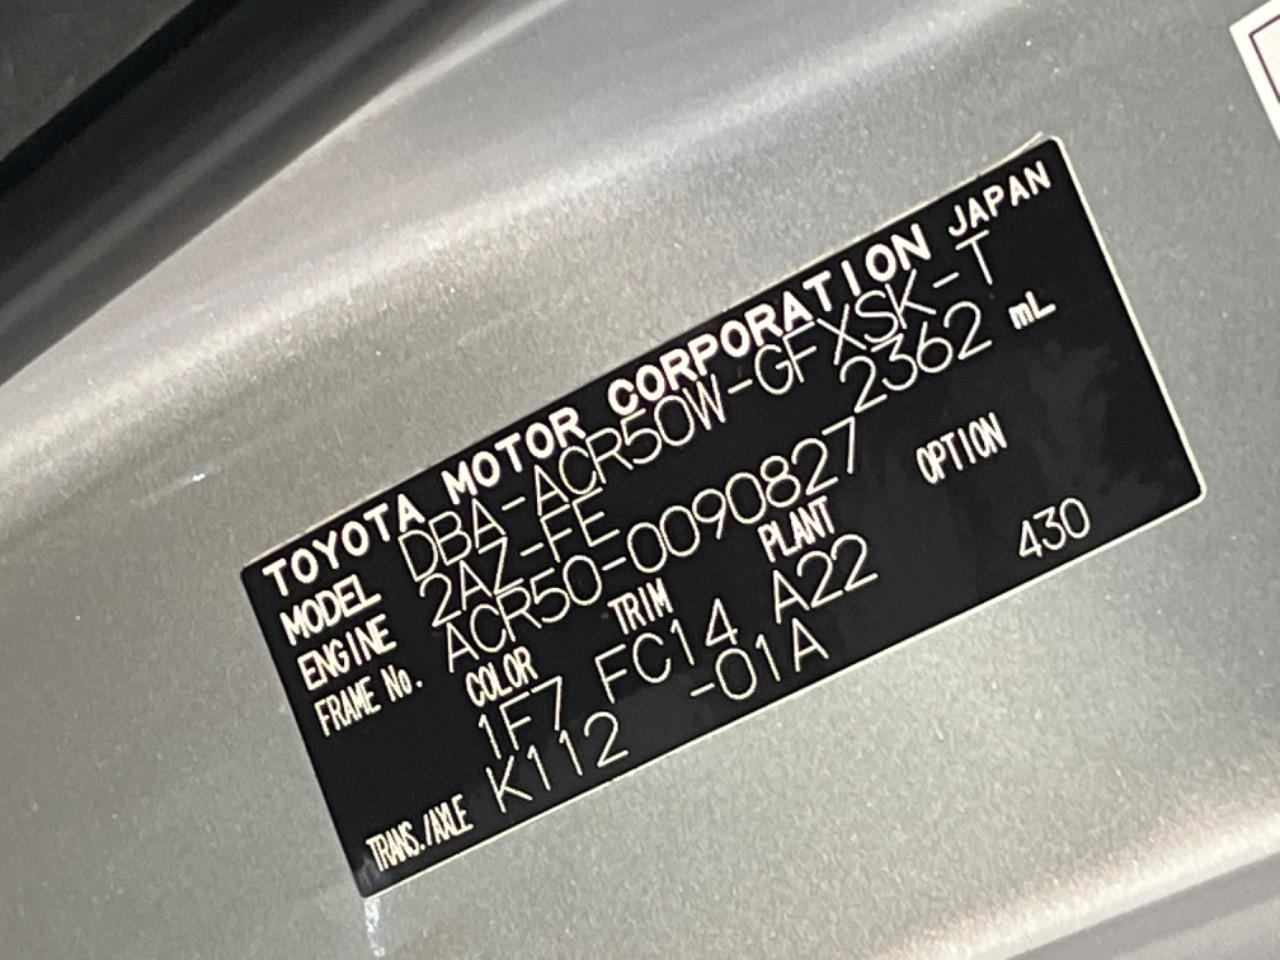 TOYOTA MOTOR CORPORATION JAPAN
MODEL DBA-ACR50W-GFXSK-T
ENGINE 2AZ-FE 2362 mL
FRAME No. ACR50-0090827
COLOR TRIM PLANT OPTION
1F7 FC14 A22 430
TRANS./AXLE K112 -01A